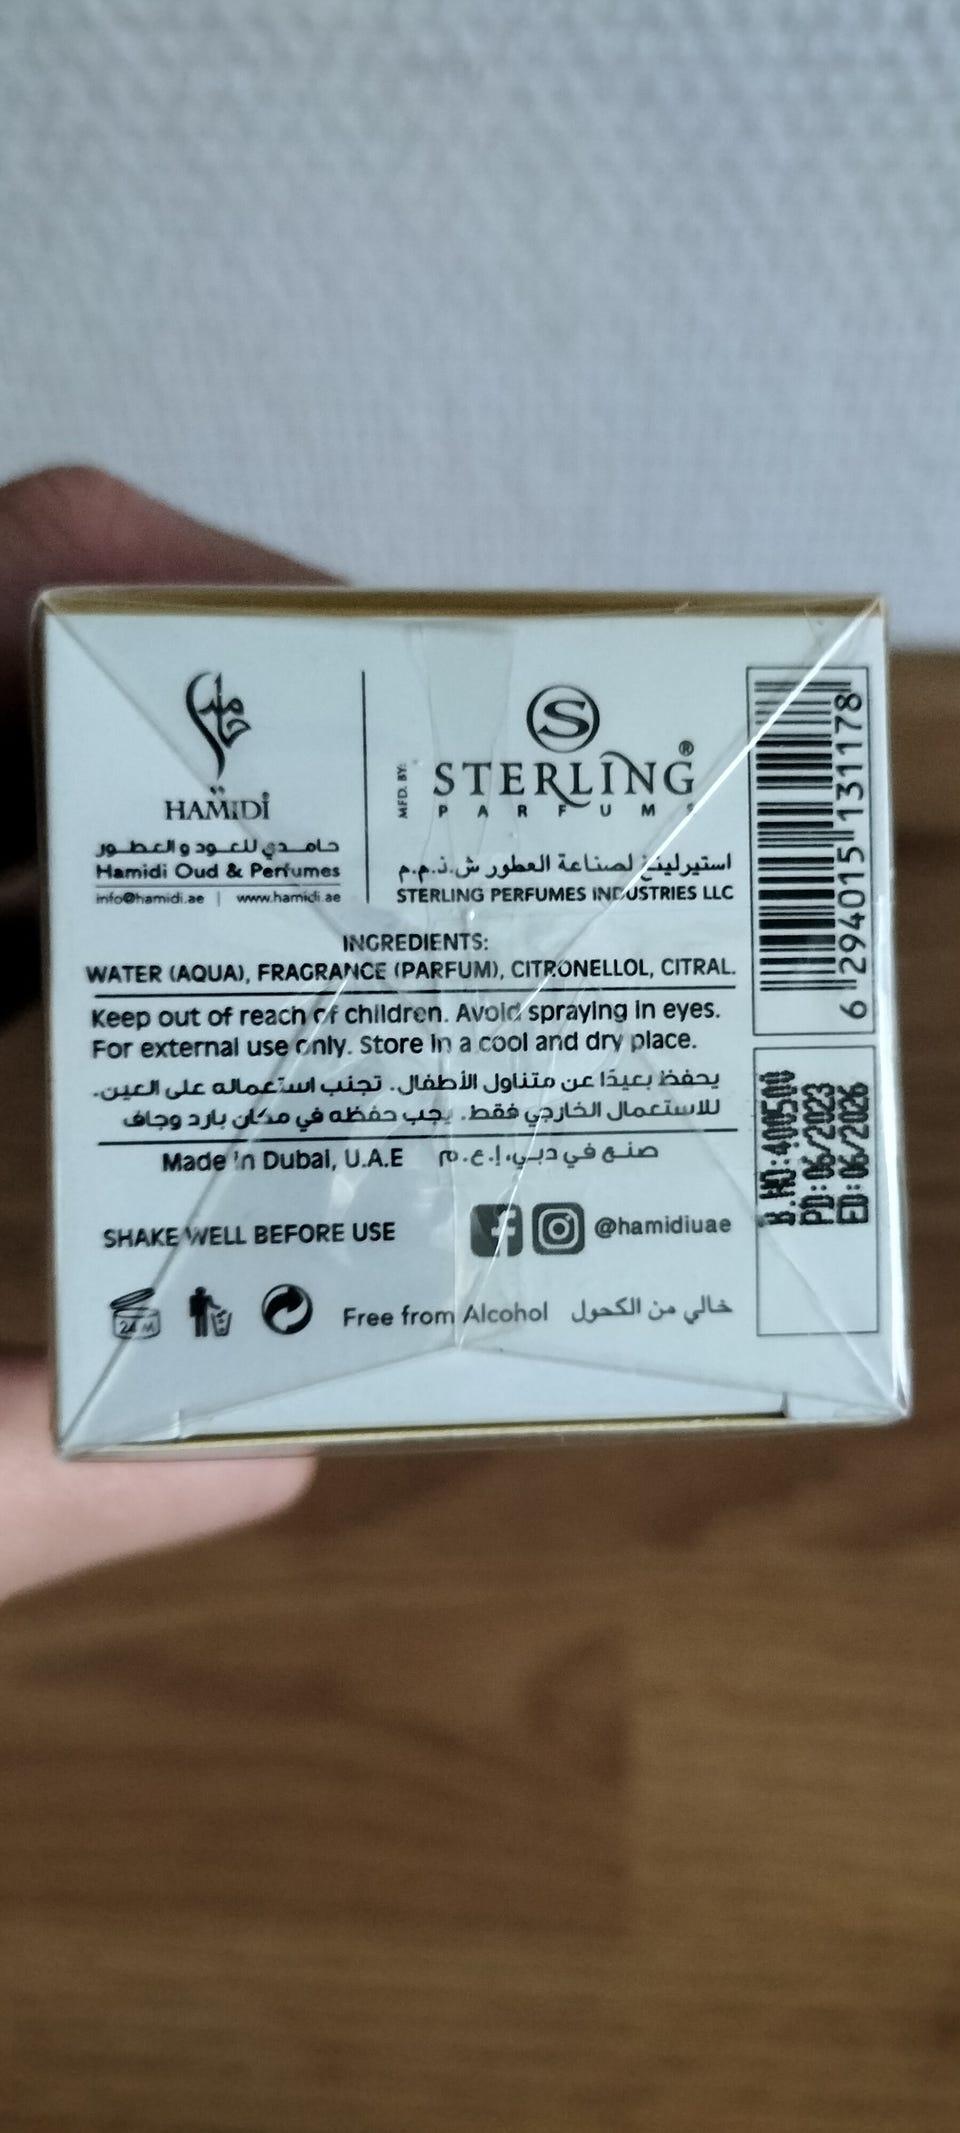 حامدي
HAMIDI
حامدي للعود والعطور
Hamidi Oud & Perfumes
info@hamidi.ae | www.hamidi.ae
MFD. BY:
S
STERLING®
PARFUMS
استيرلينغ لصناعة العطور ش.ذ.م.م
STERLING PERFUMES INDUSTRIES LLC
INGREDIENTS:
WATER (AQUA), FRAGRANCE (PARFUM), CITRONELLOL, CITRAL.
Keep out of reach of children. Avoid spraying in eyes.
For external use only. Store in a cool and dry place.
يحفظ بعيدًا عن متناول الأطفال. تجنب استعماله على العين.
للاستعمال الخارجي فقط. يجب حفظه في مكان بارد وجاف
Made in Dubai, U.A.E صنع في دبي، إ.ع.م
SHAKE WELL BEFORE USE
@hamidiuae
24 M
Free from Alcohol خالي من الكحول
6 294015 131178
B.NO:400500
PD:06/2023
ED:06/2026